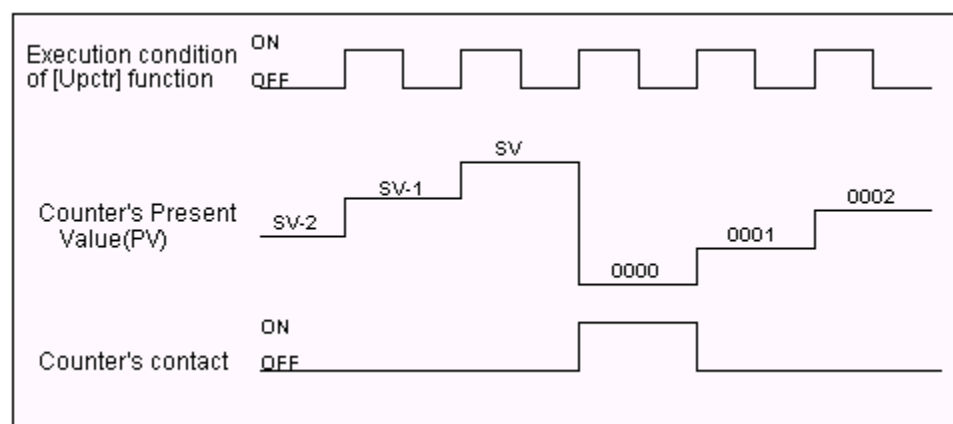 Execution condition
of [Upctr] function
ON
OFF
SV
SV-1
SV-2
Counter's Present
Value(PV)
0002
0001
0000
ON
Counter's contact
OFF